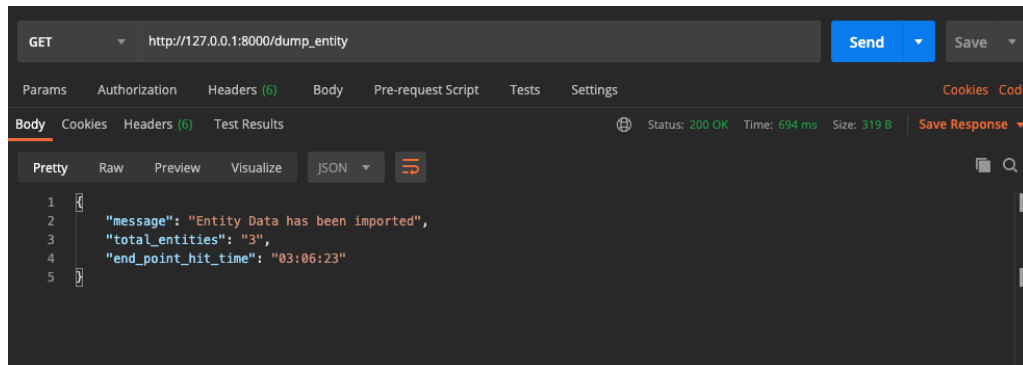 GET http://127.0.0.1:8000/dump_entity Send Save
Params Authorization Headers (6) Body Pre-request Script Tests Settings Cookies
Body Cookies Headers (6) Test Results Status: 200 OK Time: 694 ms Size: 319 B Save Response
Pretty Raw Preview Visualize JSON
1 {
2 "message": "Entity Data has been imported",
3 "total_entities": "3",
4 "end_point_hit_time": "03:06:23"
5 }